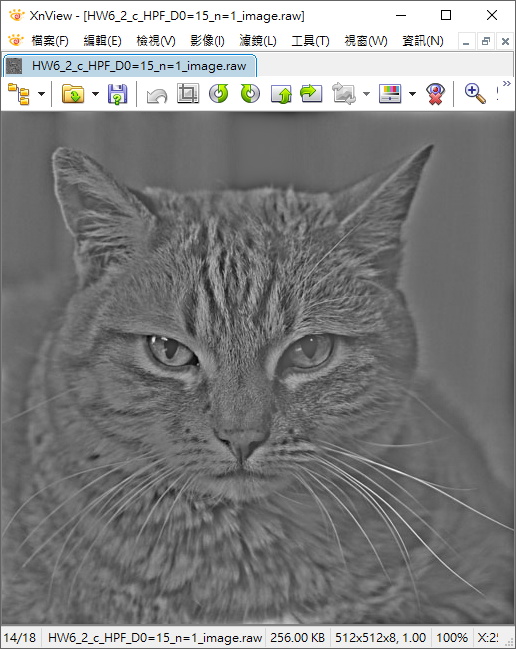 XnView - [HW6_2_c_HPF_D0=15_n=1_image.raw]
檔案(F) 編輯(E) 檢視(V) 影像(I) 濾鏡(L) 工具(T) 視窗(W) 資訊(N)
HW6_2_c_HPF_D0=15_n=1_image.raw
14/18 HW6_2_c_HPF_D0=15_n=1_image.raw 256.00 KB 512x512x8, 1.00 100%